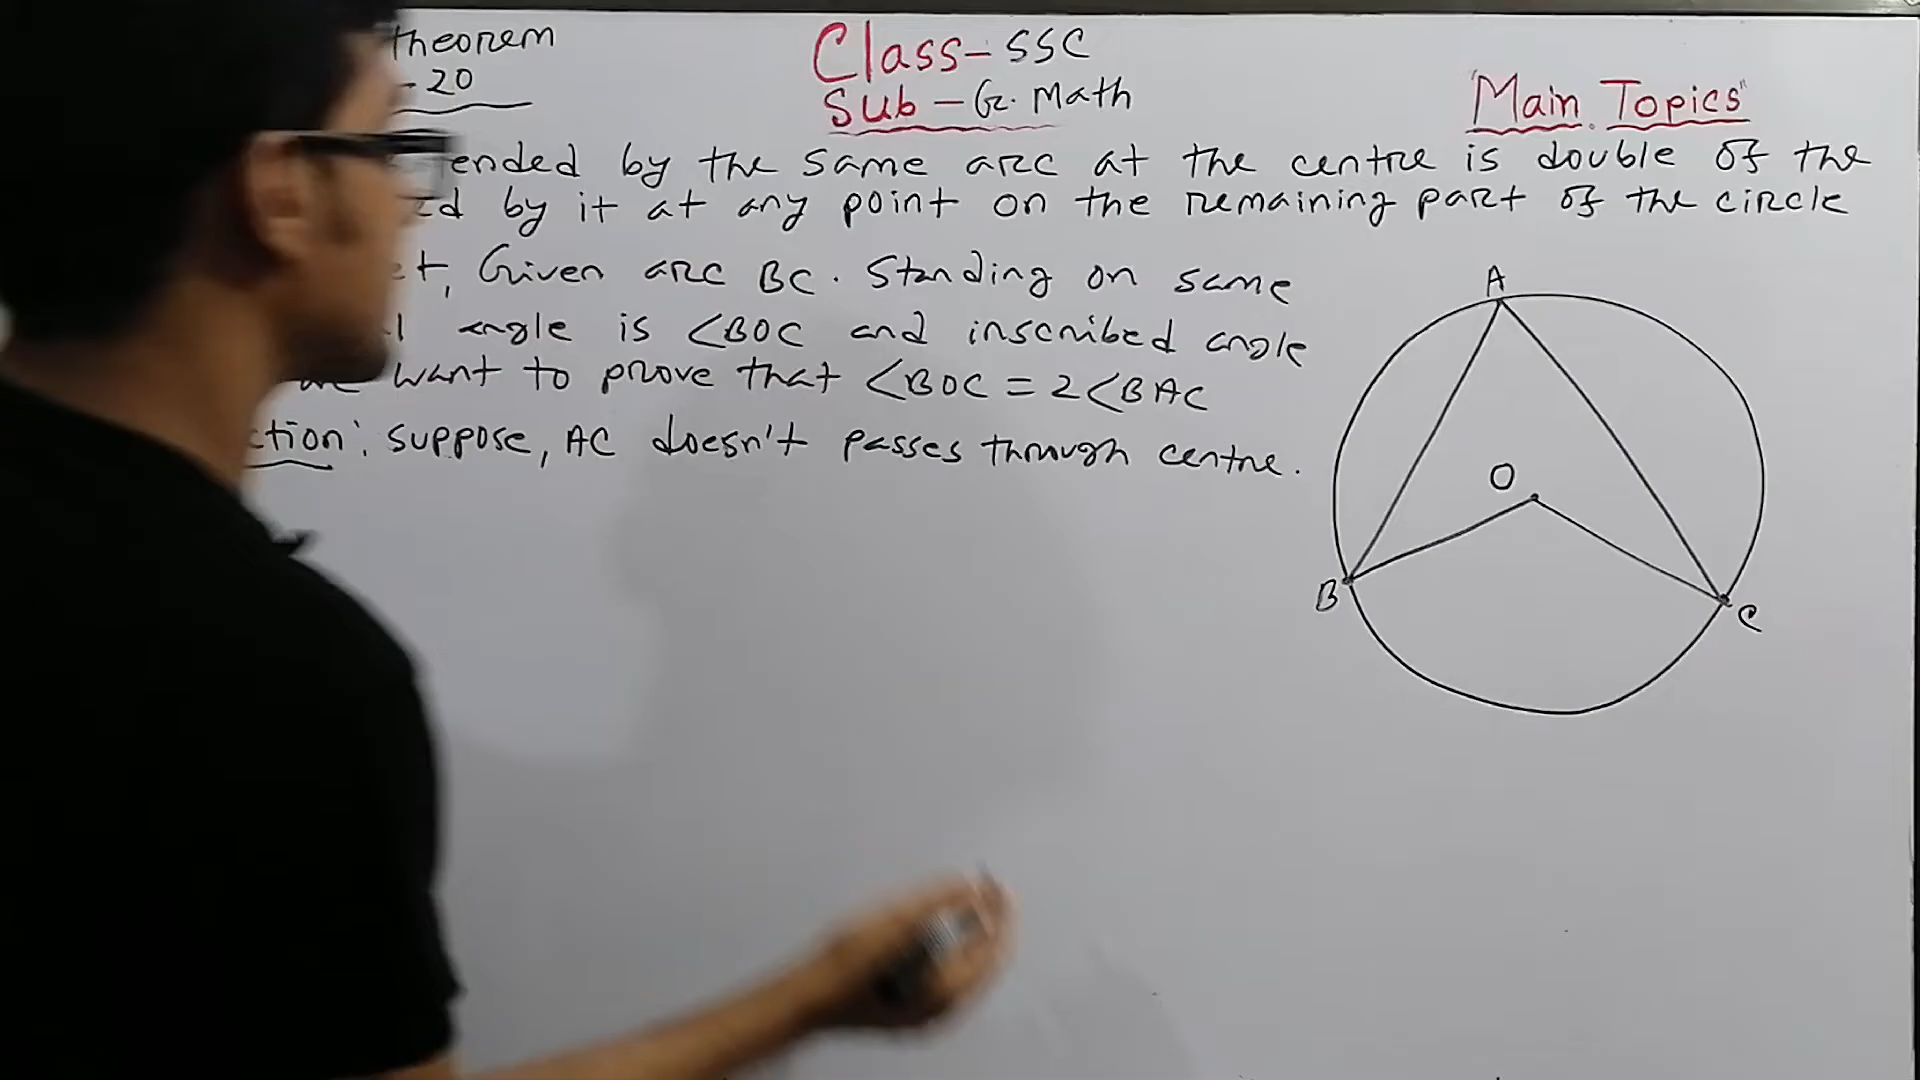 theorem
-20
Class-SSC
Sub-G. Math
"Main Topics"
by the same arc at the centre is double of the
by it at any point on the remaining part of the circle
Given arc BC. Standing on same
angle is ∠BOC and inscribed angle
want to prove that ∠BOC = 2∠BAC
suppose, AC doesn't passes through centre.
A
O
B
C